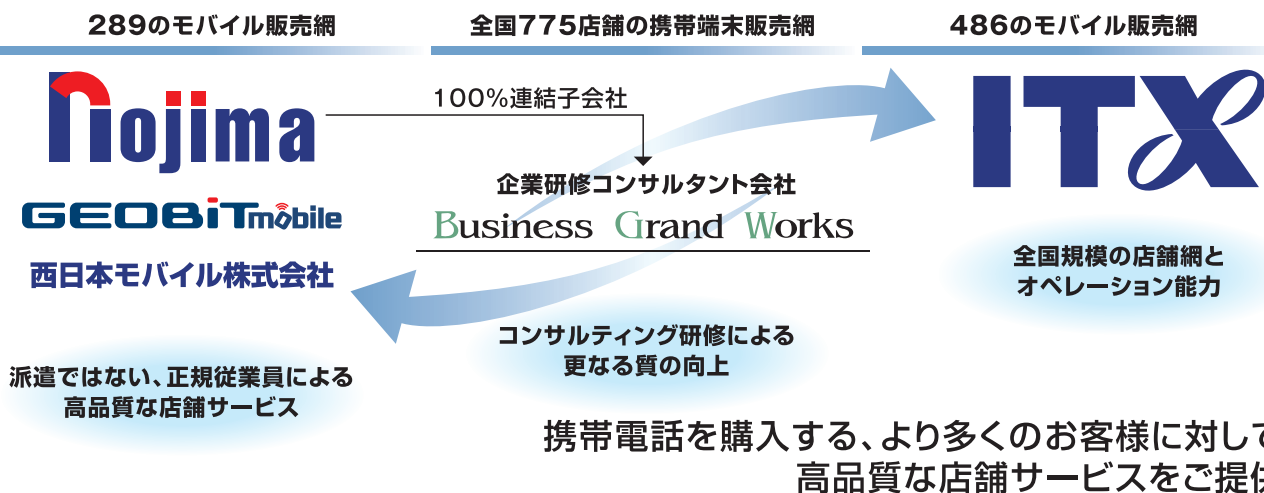 289のモバイル販売網
全国775店舗の携帯端末販売網
486のモバイル販売網
nojima
100%連結子会社
ITX
企業研修コンサルタント会社
Business Grand Works
GEOBiTmobile
西日本モバイル株式会社
全国規模の店舗網と
オペレーション能力
コンサルティング研修による
更なる質の向上
派遣ではない、正規従業員による
高品質な店舗サービス
携帯電話を購入する、より多くのお客様に対して
高品質な店舗サービスをご提供